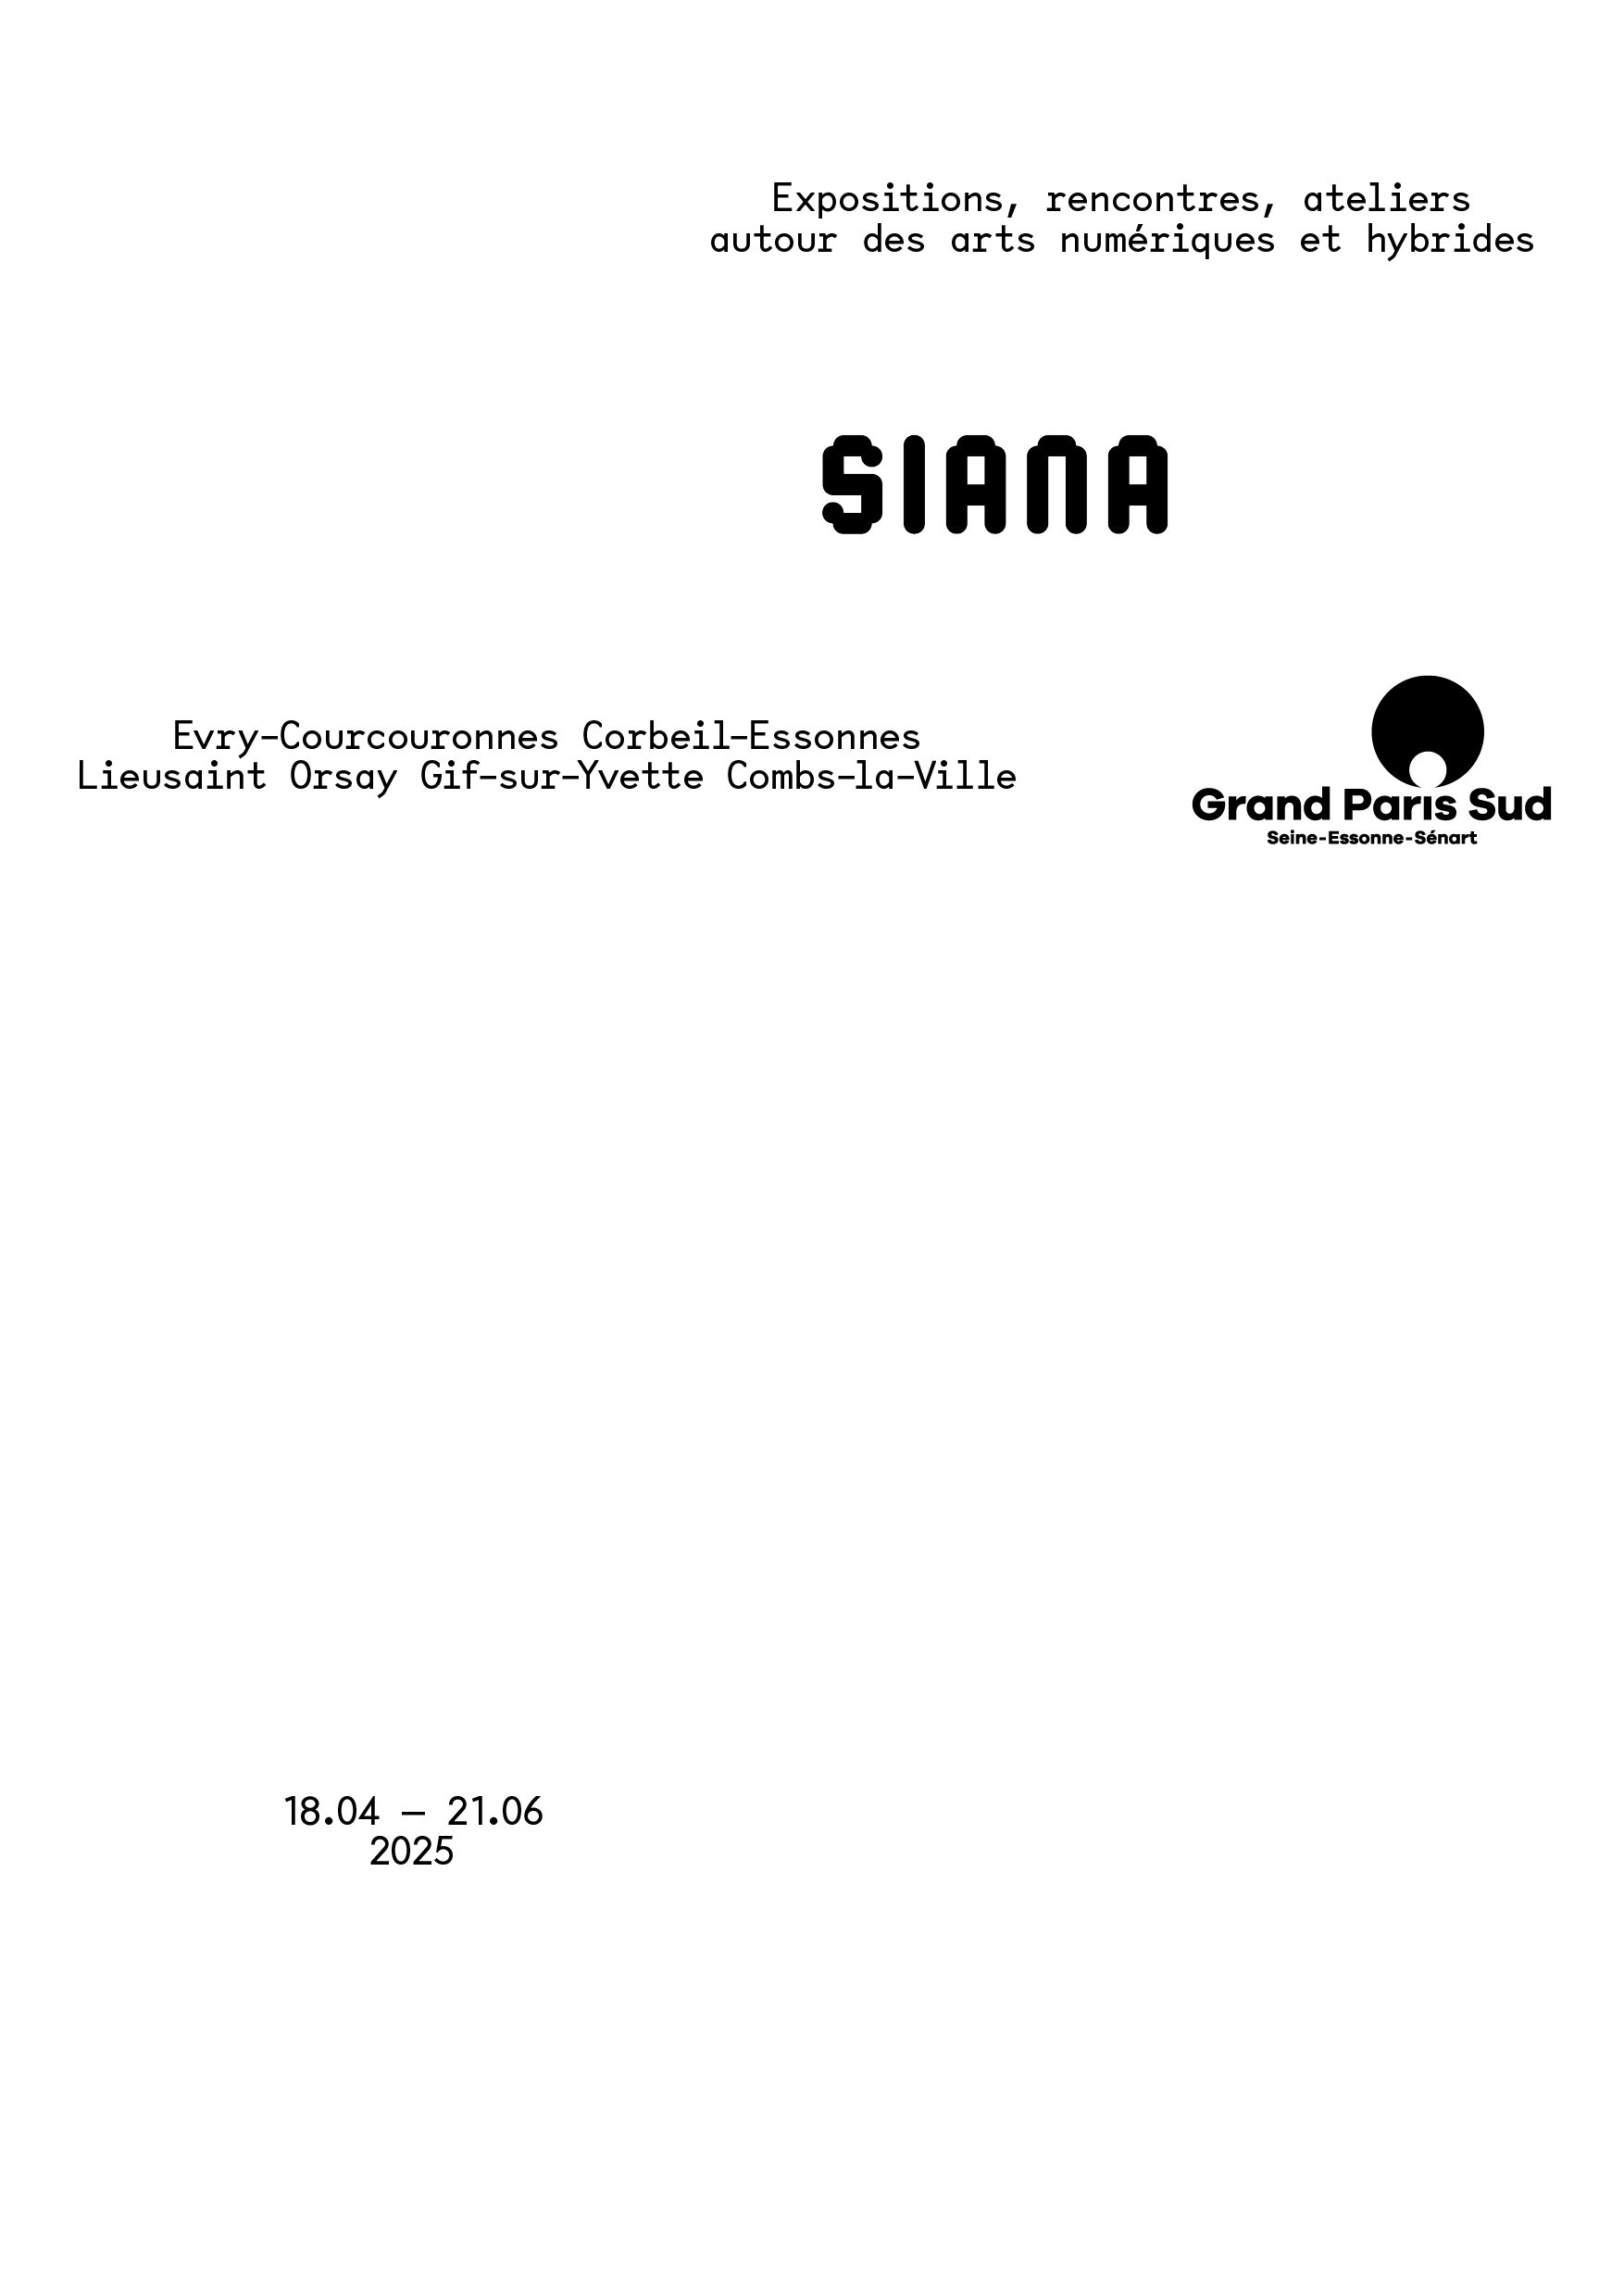 Expositions, rencontres, ateliers
autour des arts numériques et hybrides
SIANA
Evry-Courcouronnes Corbeil-Essonnes
Lieusaint Orsay Gif-sur-Yvette Combs-la-Ville
Grand Paris Sud
Seine-Essonne-Sénart
18.04 – 21.06
2025